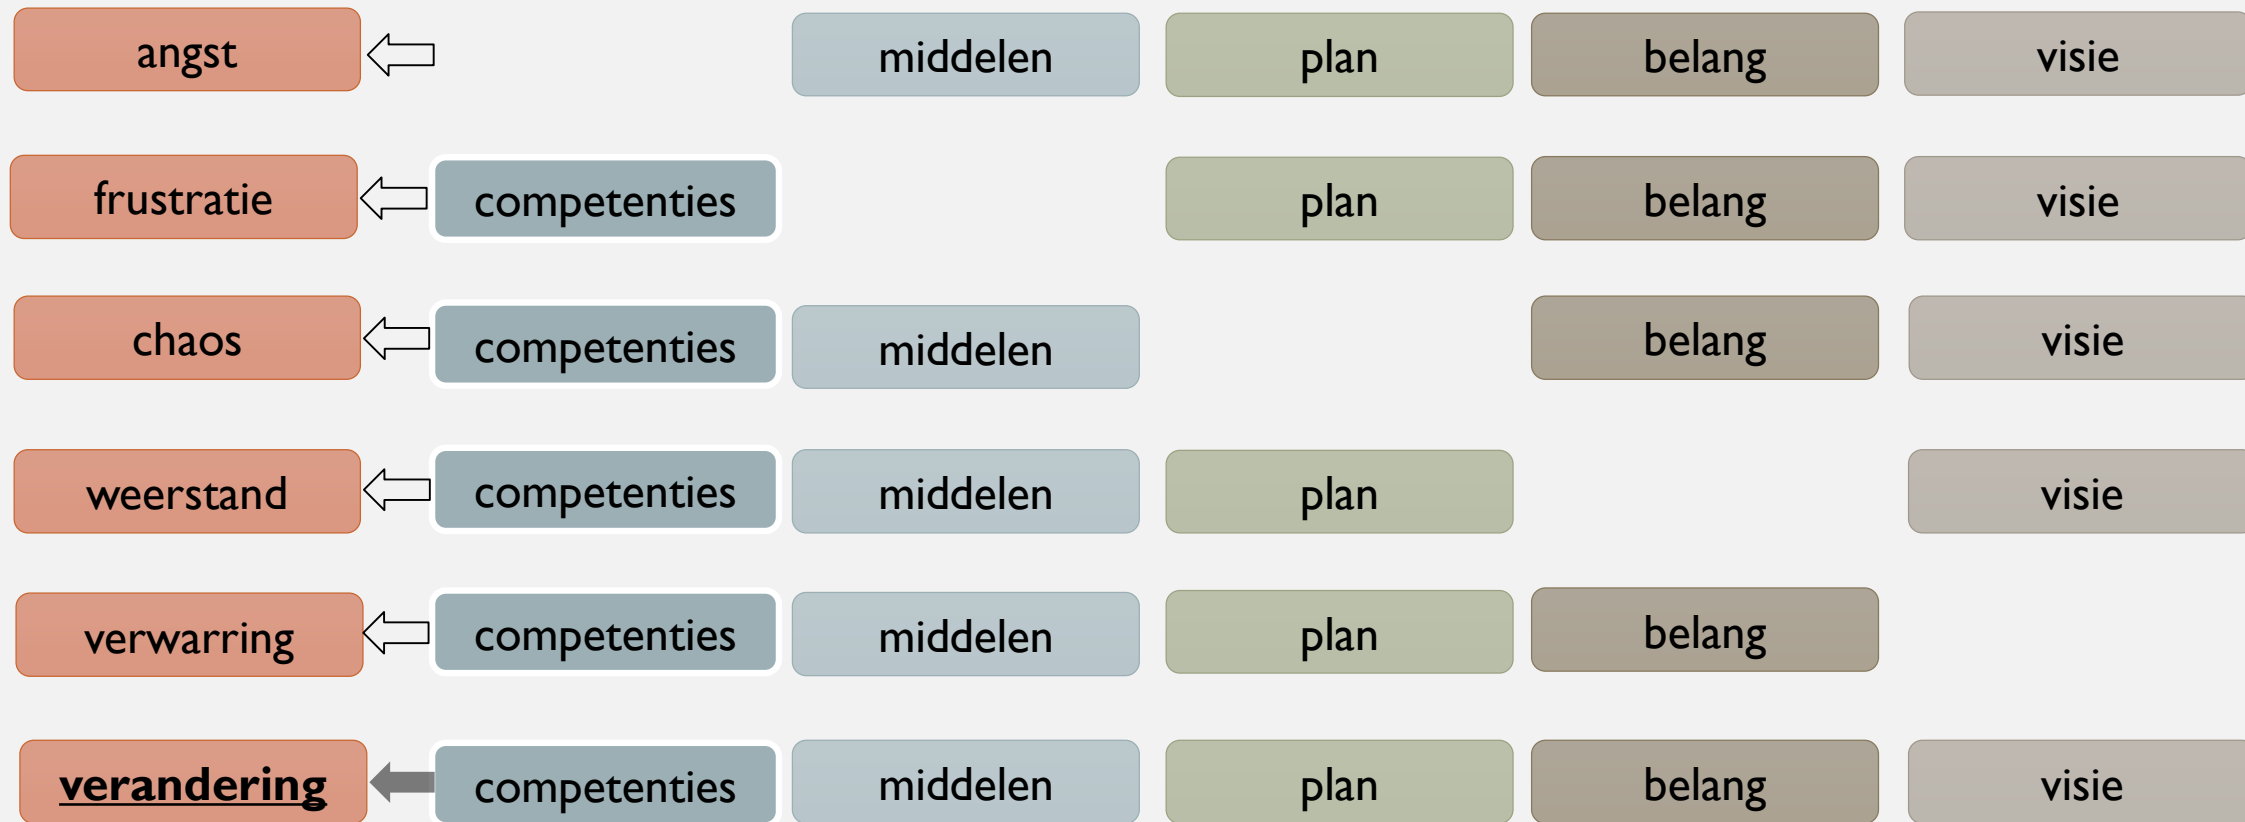 angst middelen plan belang visie
frustratie competenties plan belang visie
chaos competenties middelen belang visie
weerstand competenties middelen plan visie
verwarring competenties middelen plan belang
verandering competenties middelen plan belang visie